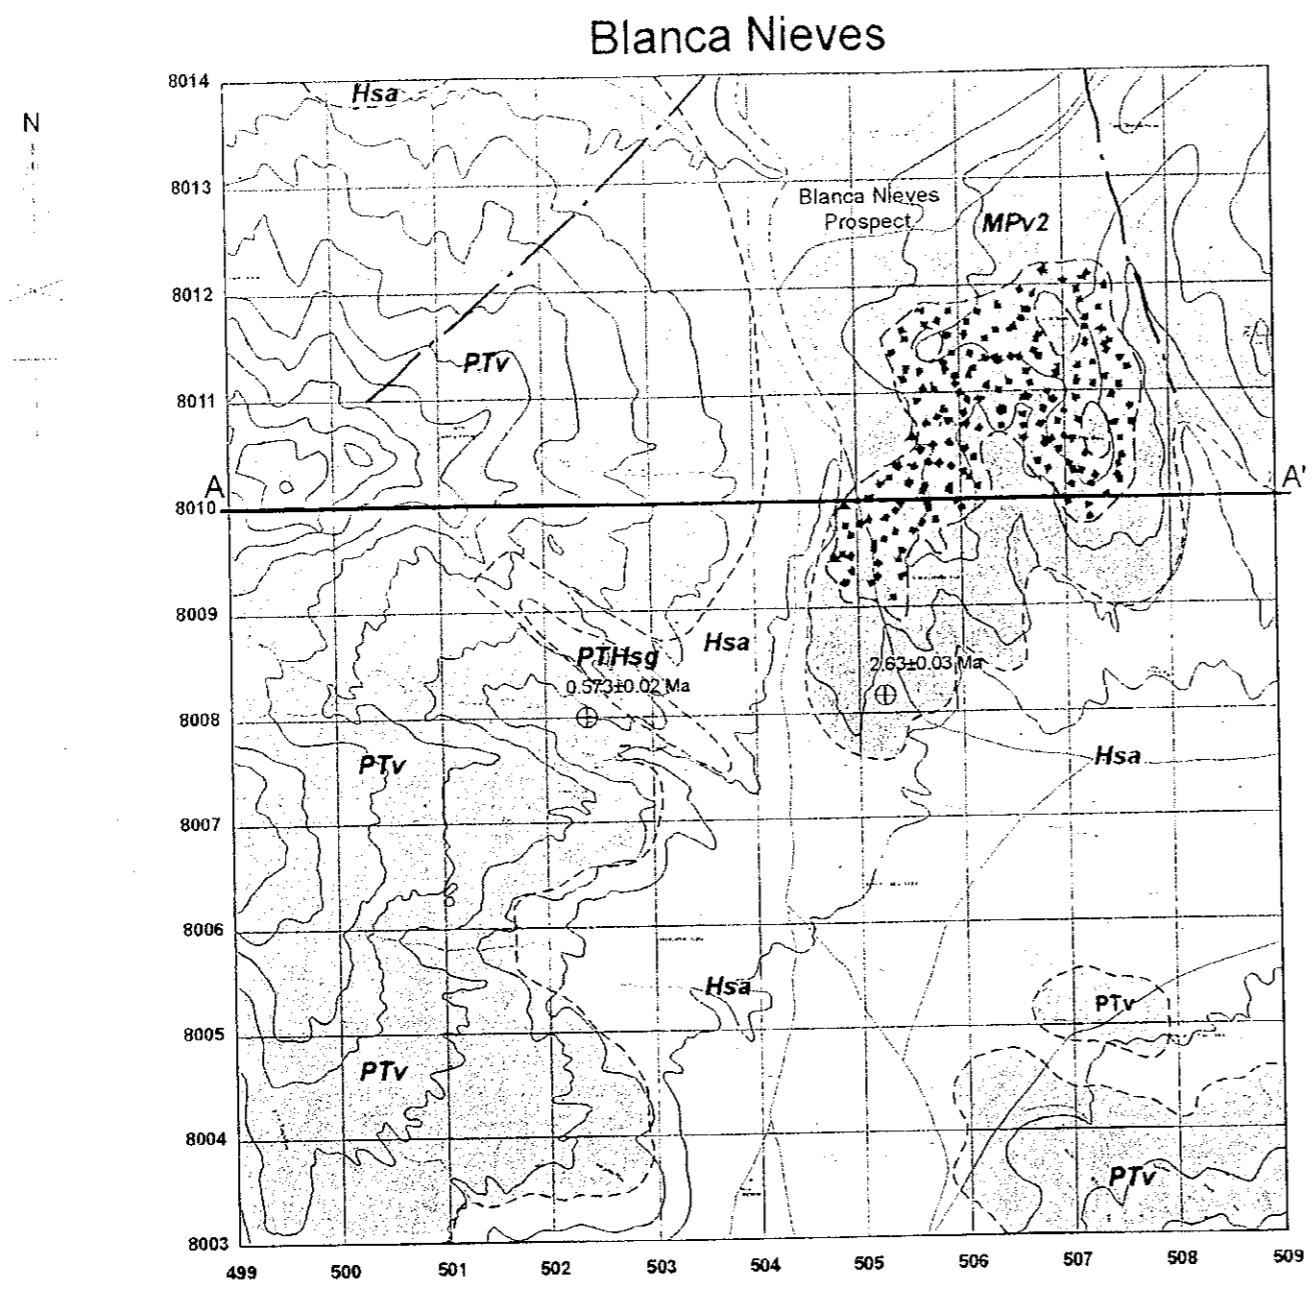 Blanca Nieves
8014
Hsa
N
8013
Blanca Nieves
Prospect
MPv2
8012
PTv
8011
A
A'
8010
8009
Hsa
PTHsg
2.63±0.03 Ma
0.573±0.02 Ma
8008
Hsa
PTv
8007
8006
Hsa
PTv
8005
PTv
8004
PTv
8003
499
500
501
502
503
504
505
506
507
508
509